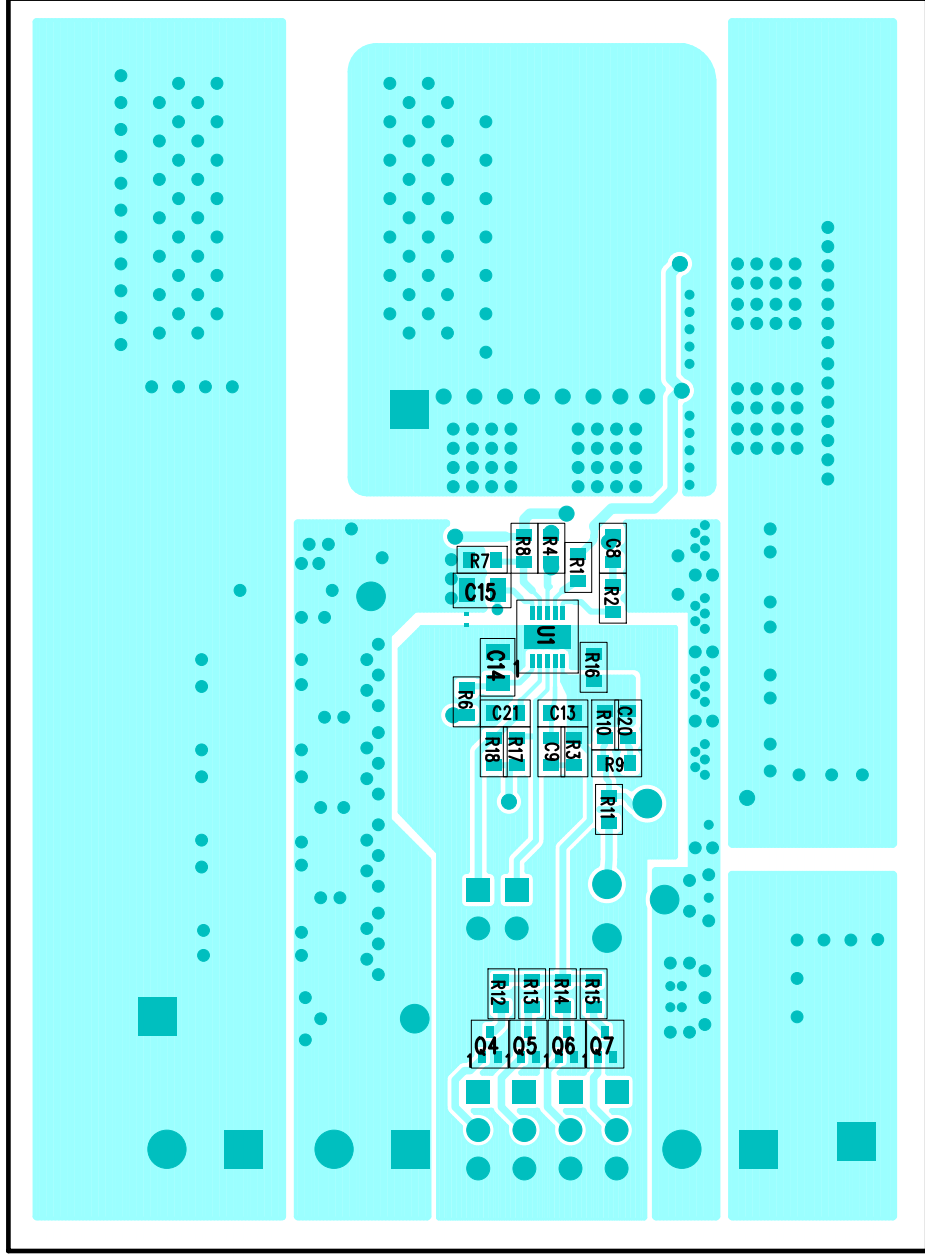 R8 R4 C8
R7 R1
C15 R2
U1
1
C14 R16
R6
C21 C13 R10 C20
R18 R17 C9 R3
R9
R11
R12 R13 R14 R15
Q4 Q5 Q6 Q7
1 1 1 1